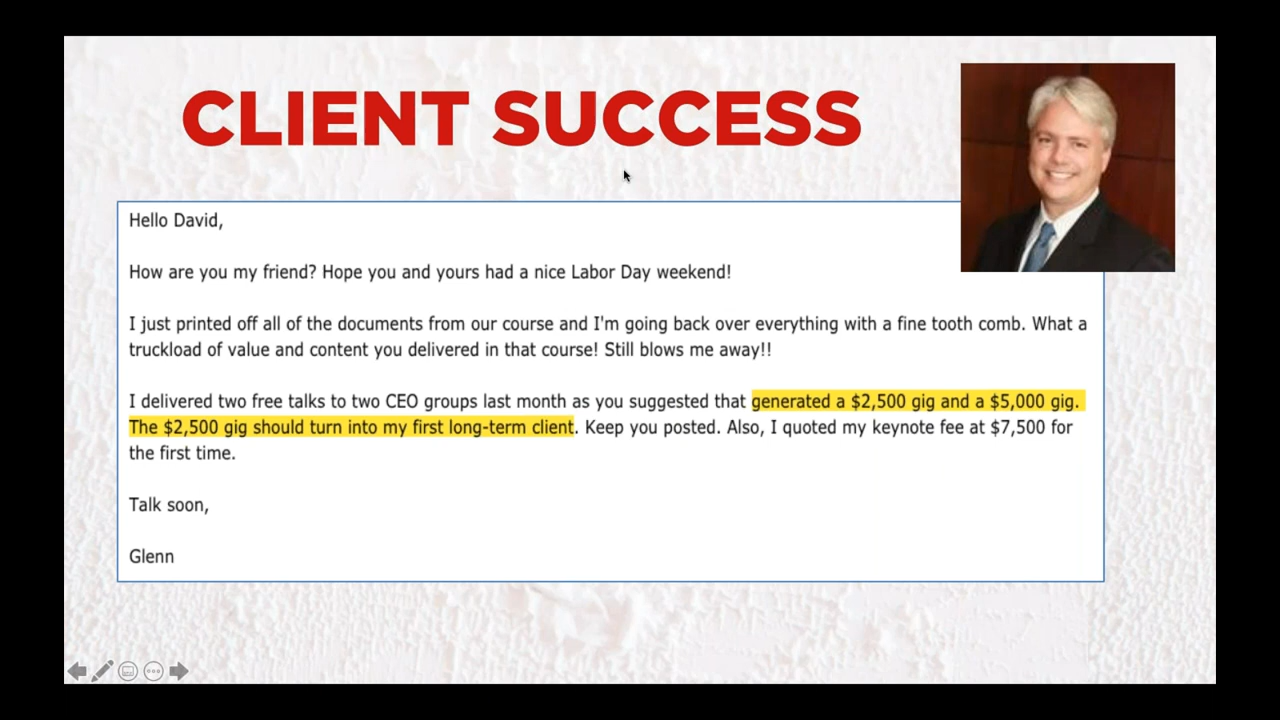 CLIENT SUCCESS
Hello David,
How are you my friend? Hope you and yours had a nice Labor Day weekend!
I just printed off all of the documents from our course and I'm going back over everything with a fine tooth comb. What a
truckload of value and content you delivered in that course! Still blows me away!!
I delivered two free talks to two CEO groups last month as you suggested that generated a $2,500 gig and a $5,000 gig.
The $2,500 gig should turn into my first long-term client. Keep you posted. Also, I quoted my keynote fee at $7,500 for
the first time.
Talk soon,
Glenn